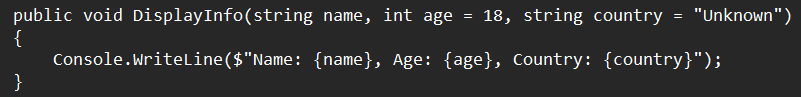 public void DisplayInfo(string name, int age = 18, string country = "Unknown")
{
    Console.WriteLine($"Name: {name}, Age: {age}, Country: {country}");
}